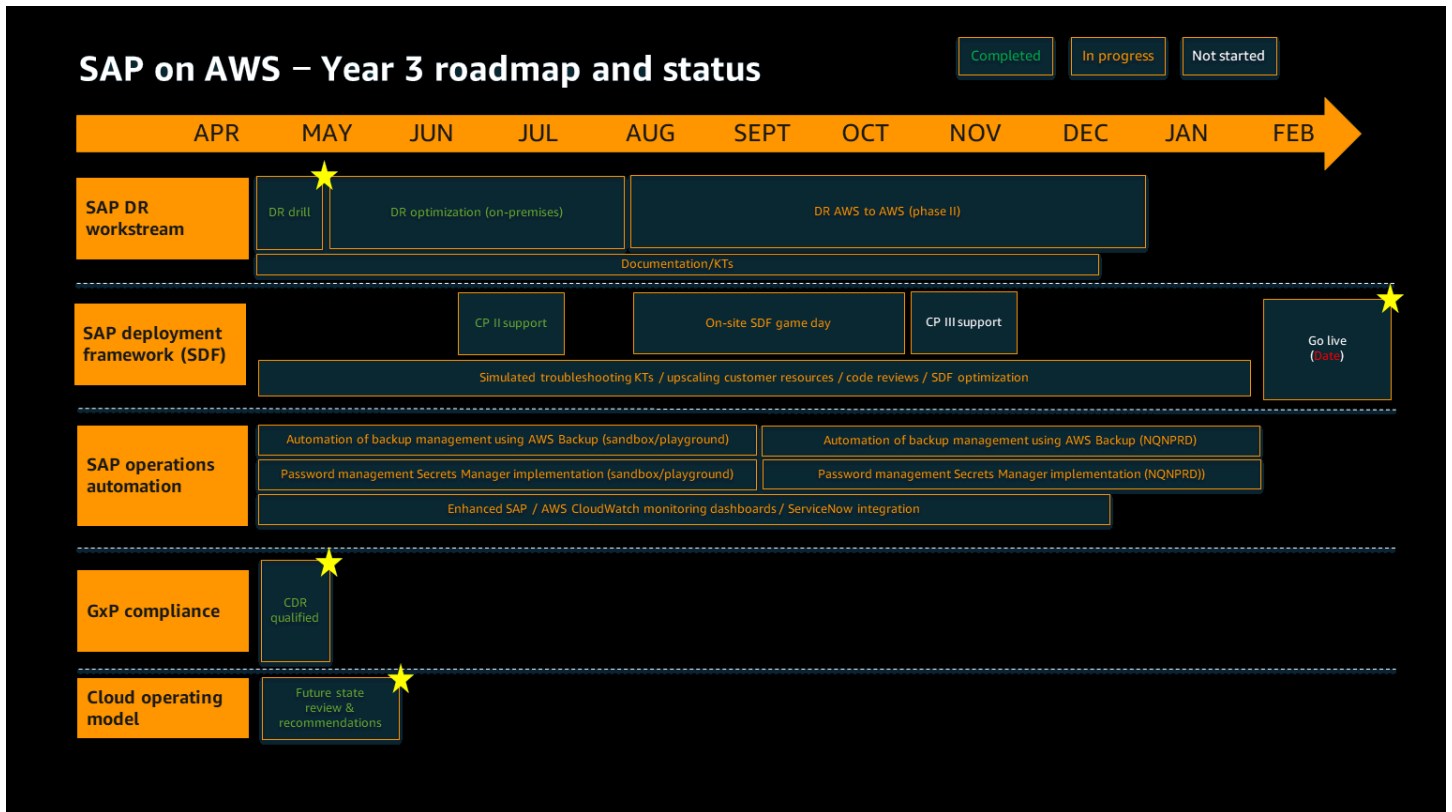 SAP on AWS – Year 3 roadmap and status
Completed
In progress
Not started
APR MAY JUN JUL AUG SEPT OCT NOV DEC JAN FEB
SAP DR
workstream
DR drill
DR optimization (on-premises)
DR AWS to AWS (phase II)
Documentation/KTs
SAP deployment
framework (SDF)
CP II support
On-site SDF game day
CP III support
Go live
(Date)
Simulated troubleshooting KTs / upscaling customer resources / code reviews / SDF optimization
SAP operations
automation
Automation of backup management using AWS Backup (sandbox/playground)
Automation of backup management using AWS Backup (NQNPRD)
Password management Secrets Manager implementation (sandbox/playground)
Password management Secrets Manager implementation (NQNPRD))
Enhanced SAP / AWS CloudWatch monitoring dashboards / ServiceNow integration
GxP compliance
CDR
qualified
Cloud operating
model
Future state
review &
recommendations